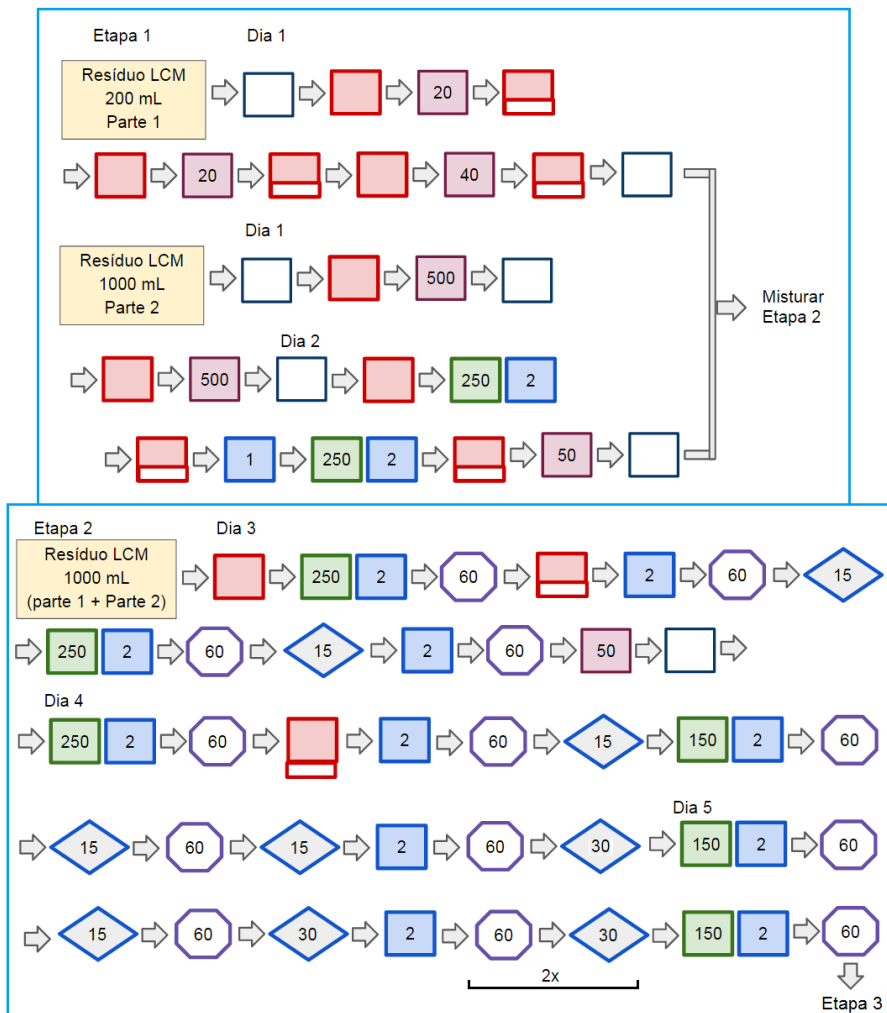 Etapa 1 Dia 1
Resíduo LCM
200 mL
Parte 1
20
20 40
Dia 1
Resíduo LCM
1000 mL
Parte 2
500
Misturar
Etapa 2
Dia 2
500 250 2
1 250 2 50
Etapa 2 Dia 3
Resíduo LCM
1000 mL
(parte 1 + Parte 2)
250 2 60 2 60 15
250 2 60 15 2 60 50
Dia 4
250 2 60 2 60 15 150 2 60
Dia 5
15 60 15 2 60 30 150 2 60
15 60 30 2 60 30 150 2 60
2x
Etapa 3